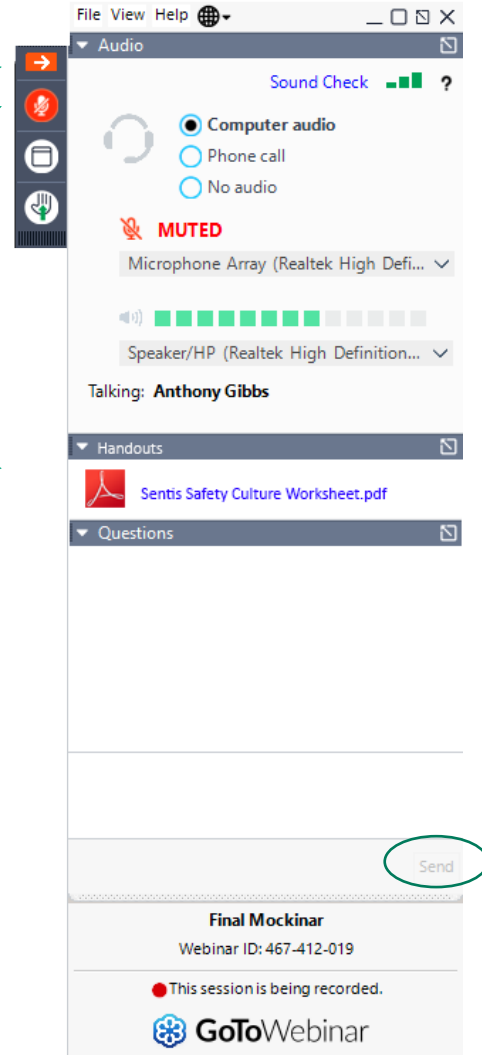 File View Help
Audio
Sound Check ?
Computer audio
Phone call
No audio
MUTED
Microphone Array (Realtek High Defi...
Speaker/HP (Realtek High Definition...
Talking: Anthony Gibbs
Handouts
Sentis Safety Culture Worksheet.pdf
Questions
Send
Final Mockinar
Webinar ID: 467-412-019
This session is being recorded.
GoToWebinar